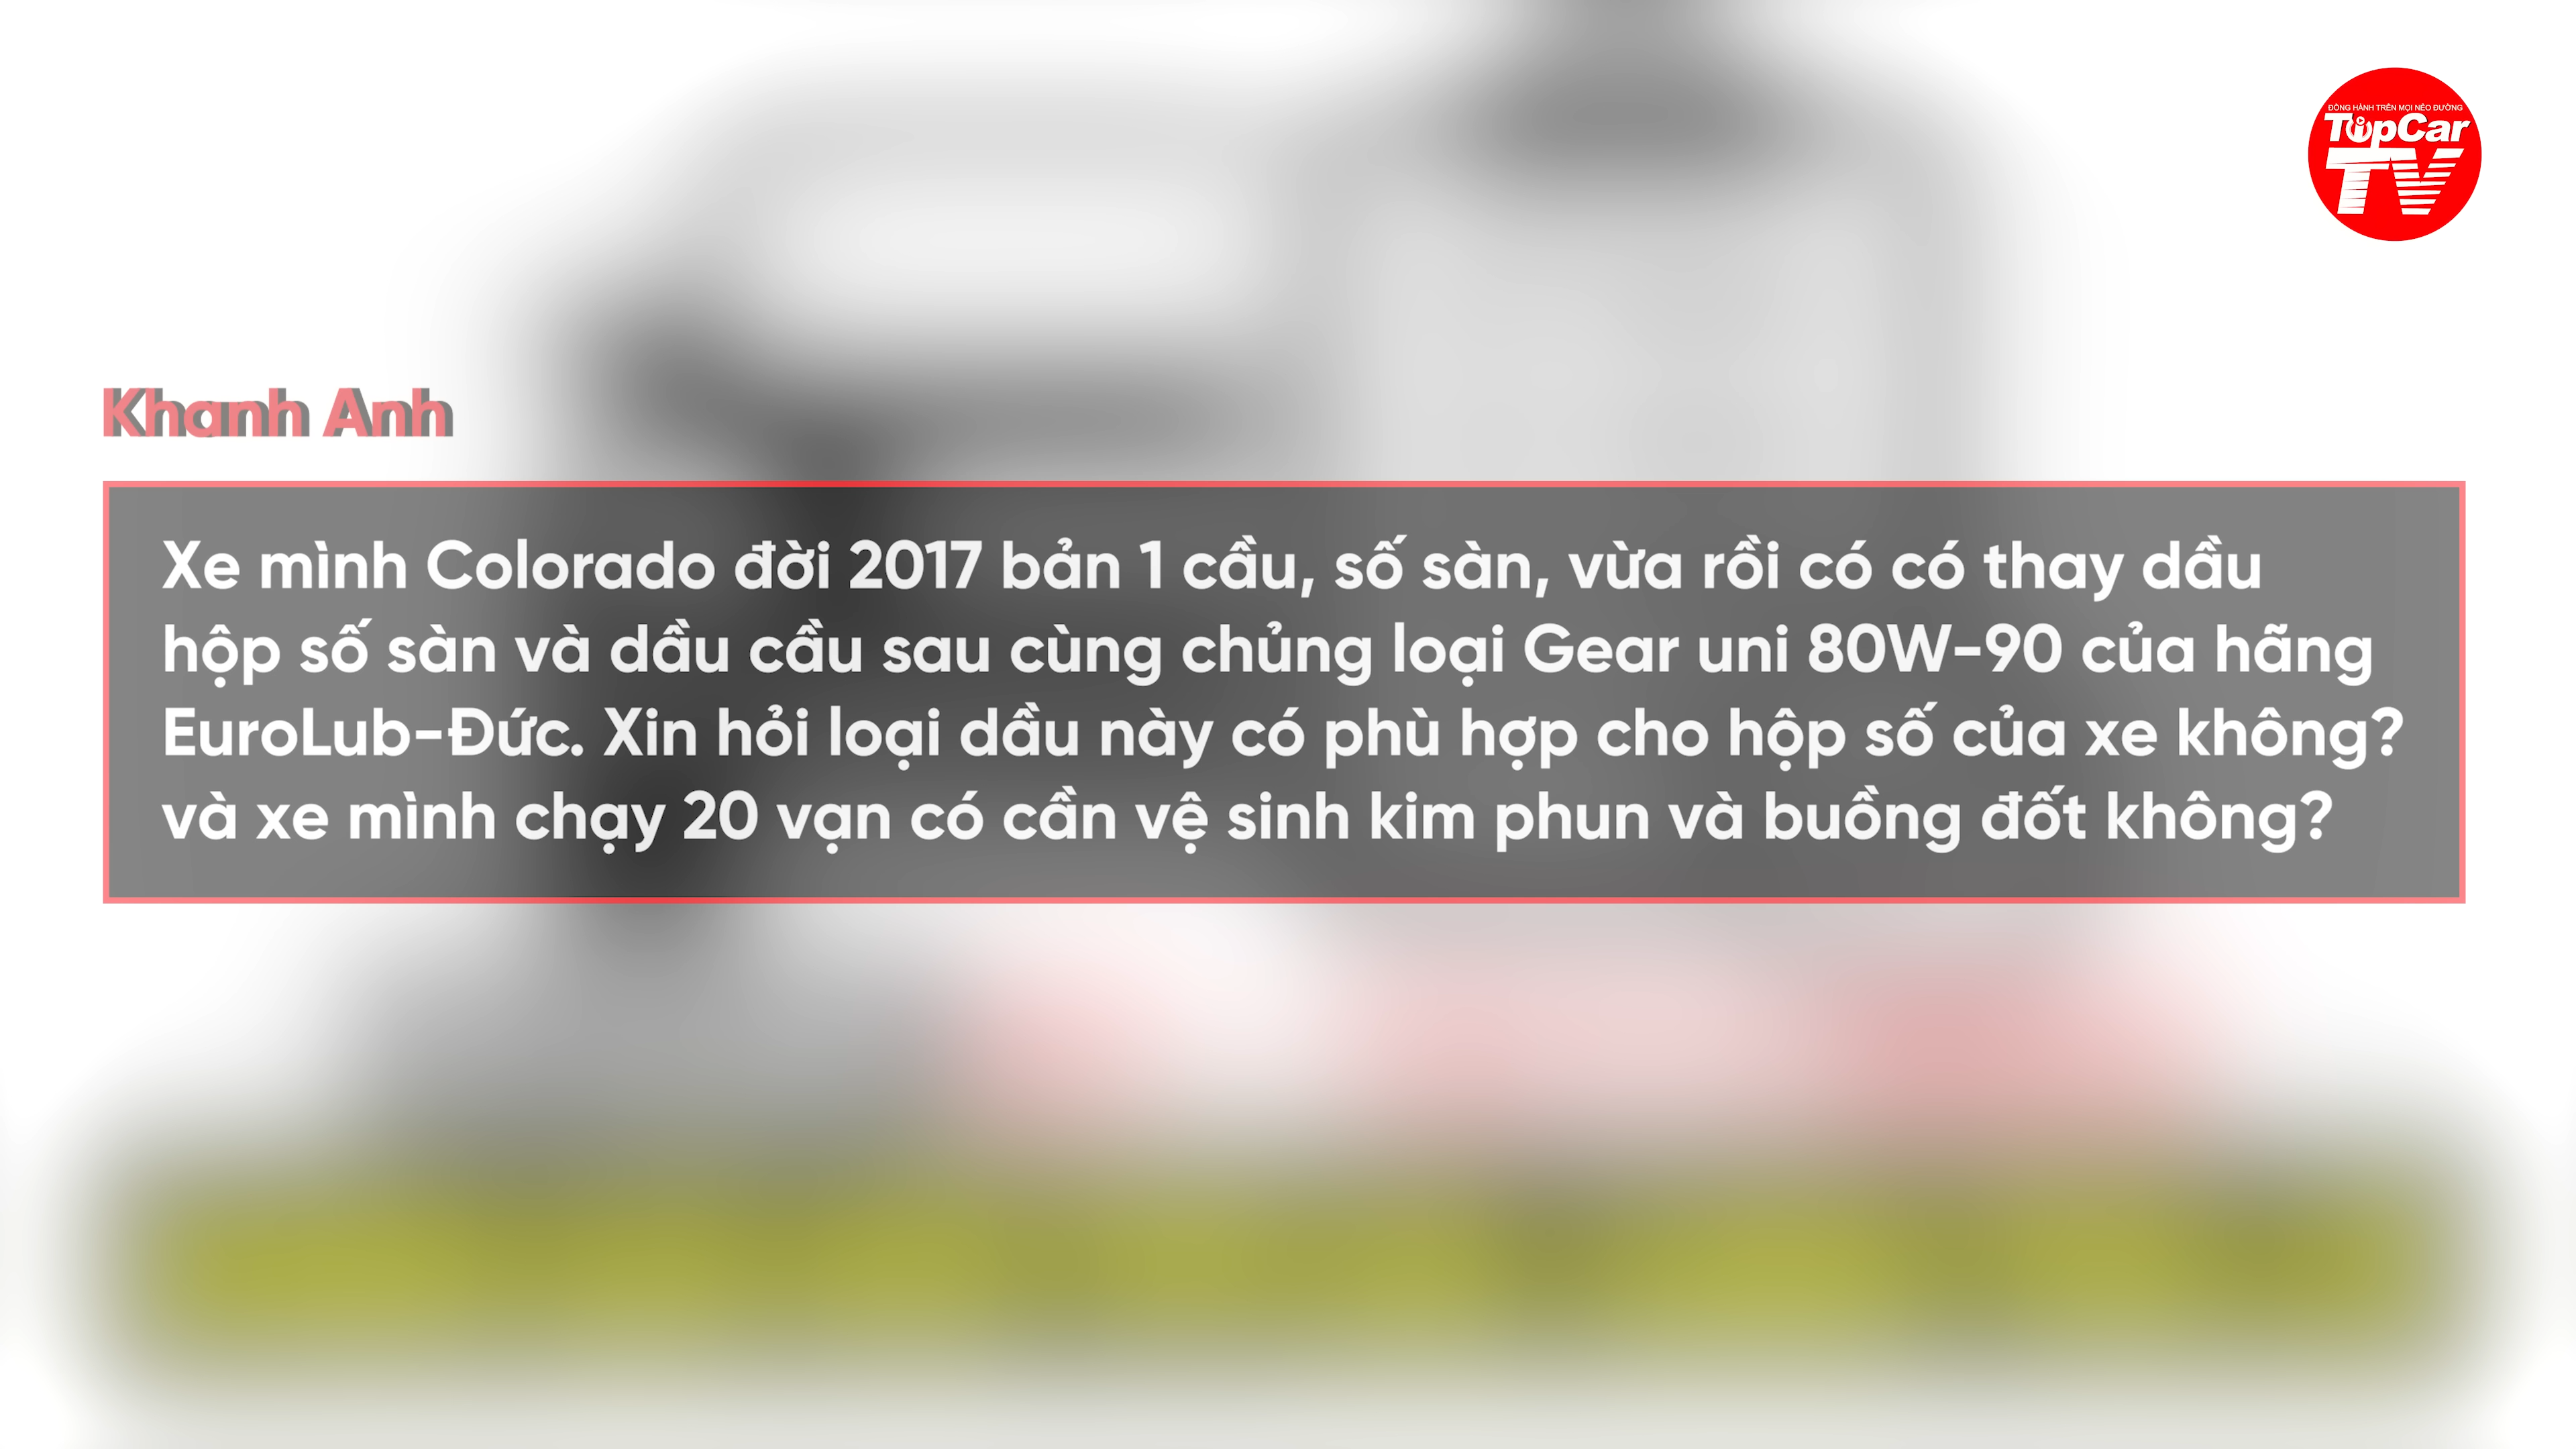 ĐỒNG HÀNH TRÊN MỌI NẺO ĐƯỜNG
TopCar
TV
Khanh Anh
Xe mình Colorado đời 2017 bản 1 cầu, số sàn, vừa rồi có có thay dầu
hộp số sàn và dầu cầu sau cùng chủng loại Gear uni 80W-90 của hãng
EuroLub-Đức. Xin hỏi loại dầu này có phù hợp cho hộp số của xe không?
và xe mình chạy 20 vạn có cần vệ sinh kim phun và buồng đốt không?